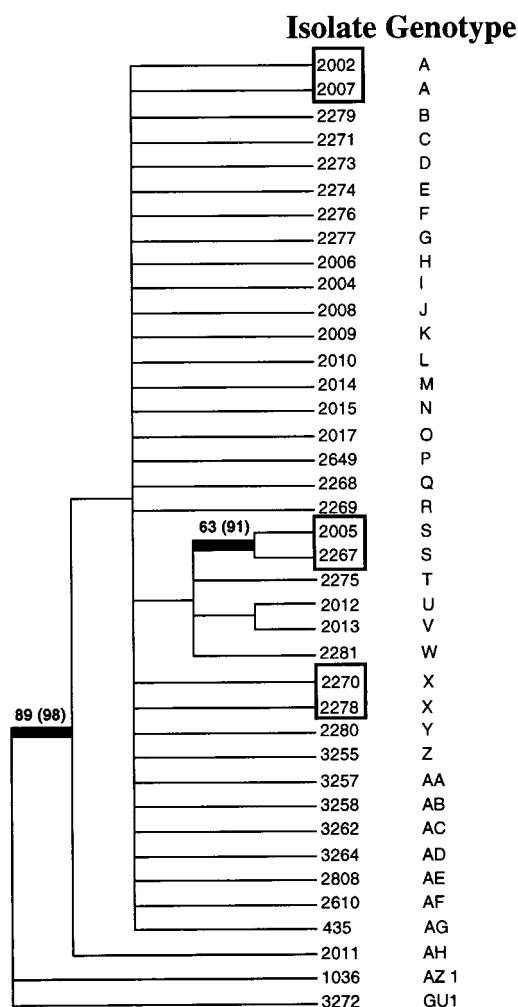 Isolate Genotype
2002 A
2007 A
2279 B
2271 C
2273 D
2274 E
2276 F
2277 G
2006 H
2004 I
2008 J
2009 K
2010 L
2014 M
2015 N
2017 O
2649 P
2268 Q
2269 R
63 (91)
2005 S
2267 S
2275 T
2012 U
2013 V
2281 W
2270 X
2278 X
89 (98)
2280 Y
3255 Z
3257 AA
3258 AB
3262 AC
3264 AD
2808 AE
2610 AF
435 AG
2011 AH
1036 AZ 1
3272 GU1